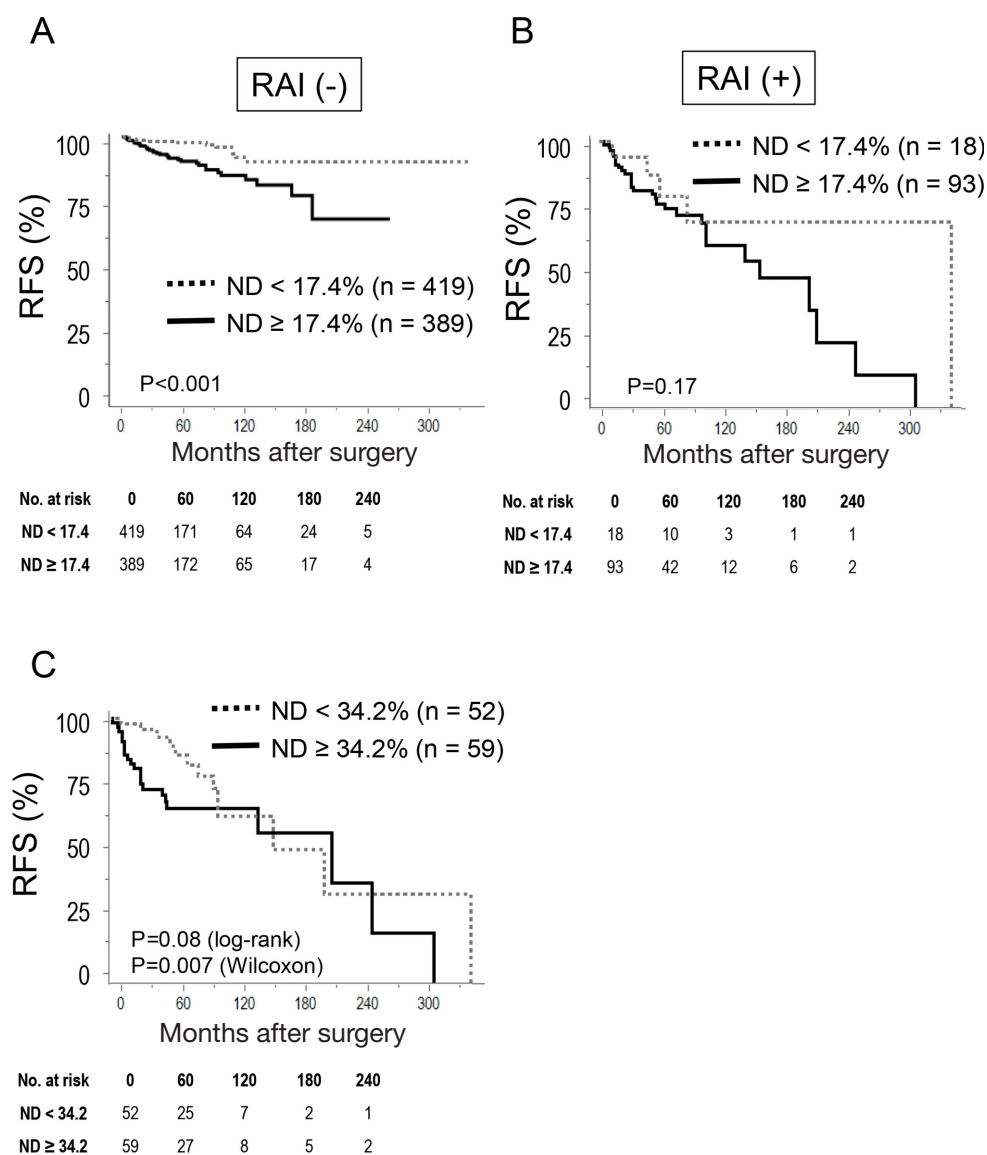 A
RAI (-)
RFS (%)
100
75
50
25
0
ND < 17.4% (n = 419)
ND ≥ 17.4% (n = 389)
P<0.001
0 60 120 180 240 300
Months after surgery
No. at risk 0 60 120 180 240
ND < 17.4 419 171 64 24 5
ND ≥ 17.4 389 172 65 17 4
B
RAI (+)
RFS (%)
100
75
50
25
0
ND < 17.4% (n = 18)
ND ≥ 17.4% (n = 93)
P=0.17
0 60 120 180 240 300
Months after surgery
No. at risk 0 60 120 180 240
ND < 17.4 18 10 3 1 1
ND ≥ 17.4 93 42 12 6 2
C
RFS (%)
100
75
50
25
0
ND < 34.2% (n = 52)
ND ≥ 34.2% (n = 59)
P=0.08 (log-rank)
P=0.007 (Wilcoxon)
0 60 120 180 240 300
Months after surgery
No. at risk 0 60 120 180 240
ND < 34.2 52 25 7 2 1
ND ≥ 34.2 59 27 8 5 2